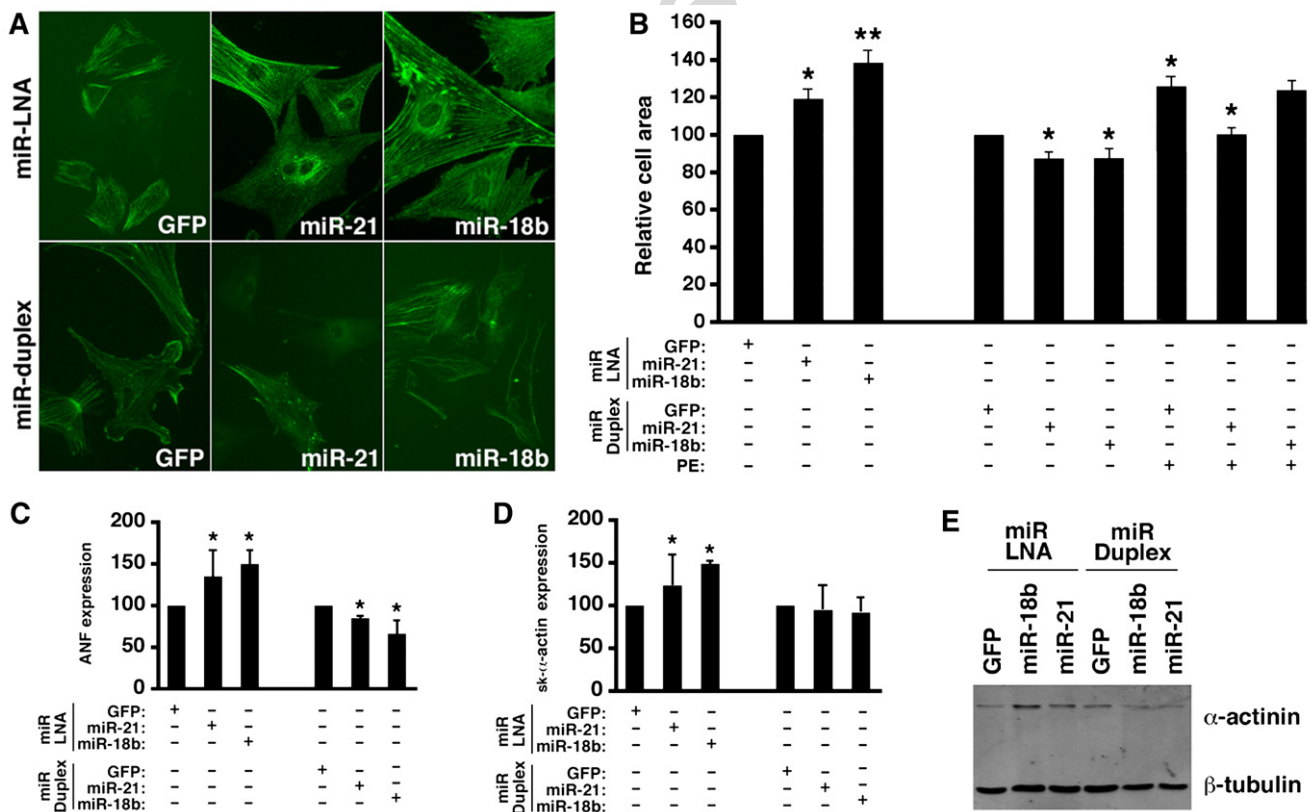 A
miR-LNA
GFP
miR-21
miR-18b
miR-duplex
GFP
miR-21
miR-18b
B
Relative cell area
160
140
120
100
80
60
40
20
0
*
**
*
*
*
*
miR LNA
GFP: + – – – – – – – –
miR-21: – + – – – – – – –
miR-18b: – – + – – – – – –
miR Duplex
GFP: – – – + – – + – –
miR-21: – – – – + – – + –
miR-18b: – – – – – + – – +
PE: – – – – – – + + +
C
ANF expression
200
150
100
50
0
*
*
*
*
miR LNA
GFP: + – – – – –
miR-21: – + – – – –
miR-18b: – – + – – –
miR Duplex
GFP: – – – + – –
miR-21: – – – – + –
miR-18b: – – – – – +
D
sk-α-actin expression
200
150
100
50
0
*
*
miR LNA
GFP: + – – – – –
miR-21: – + – – – –
miR-18b: – – + – – –
miR Duplex
GFP: – – – + – –
miR-21: – – – – + –
miR-18b: – – – – – +
E
miR LNA
miR Duplex
GFP
miR-18b
miR-21
GFP
miR-18b
miR-21
α-actinin
β-tubulin